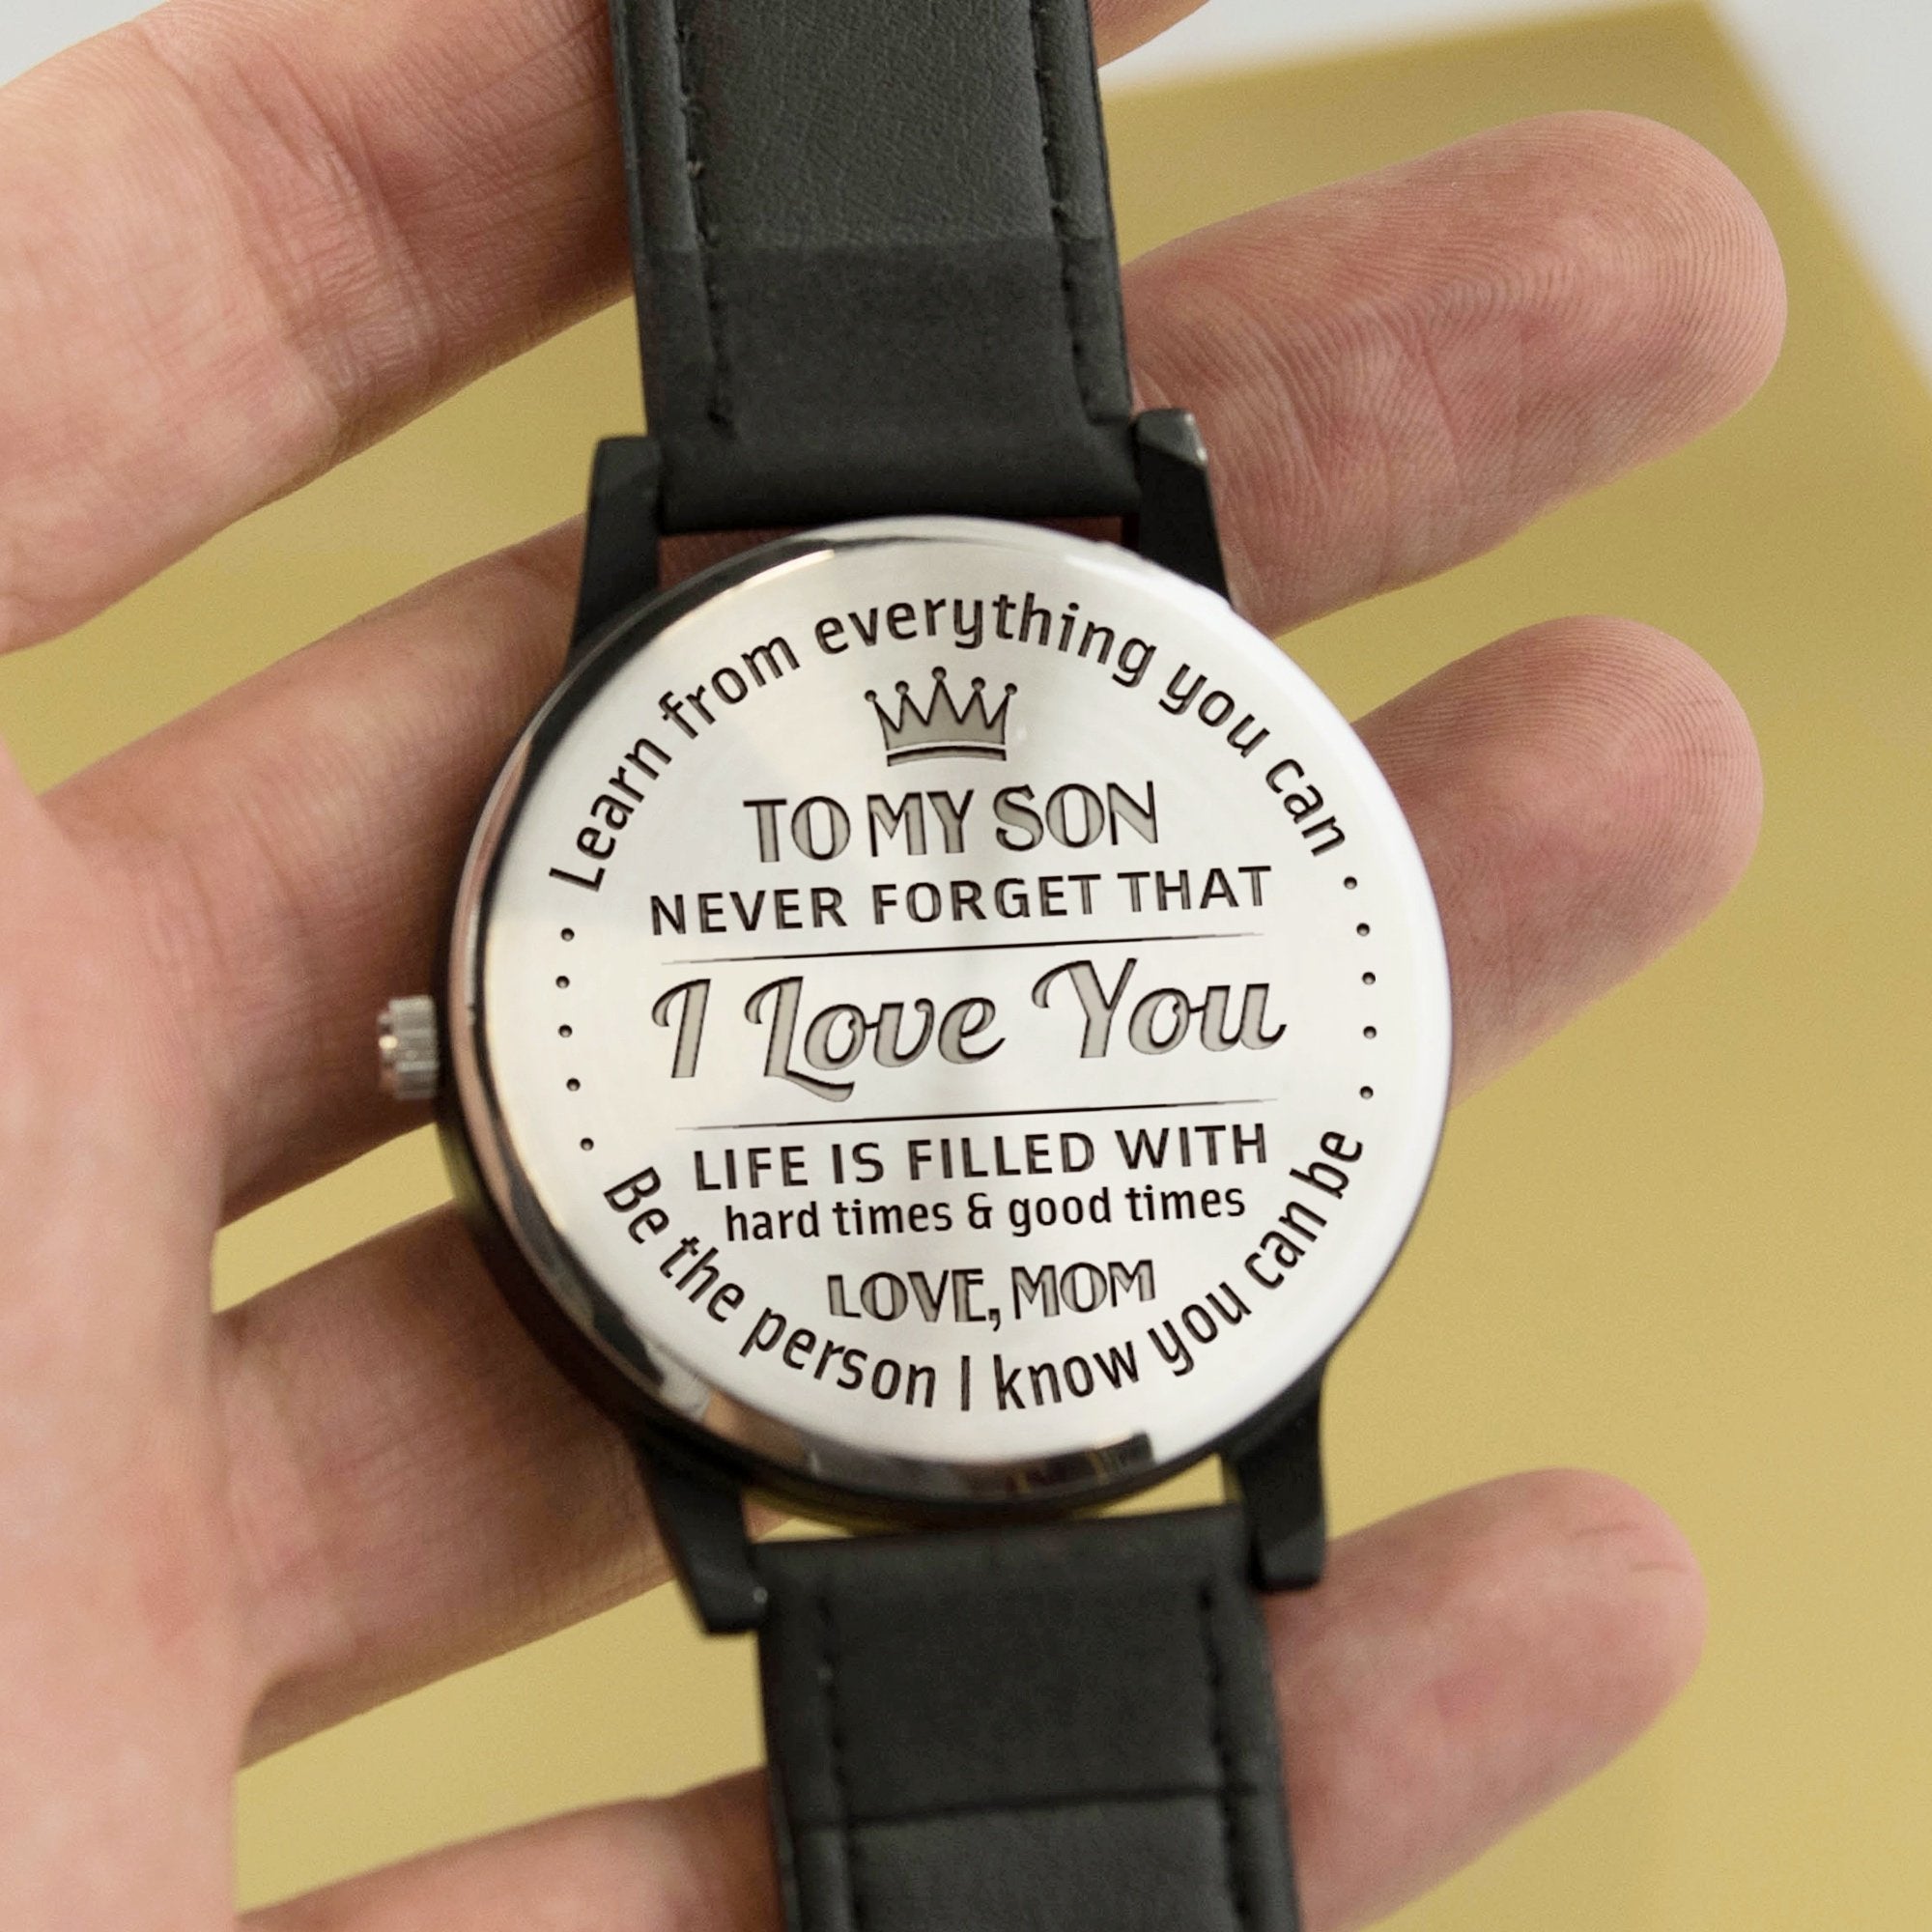 Learn from everything you can
TO MY SON
NEVER FORGET THAT
I Love You
LIFE IS FILLED WITH
hard times & good times
LOVE, MOM
Be the person I know you can be